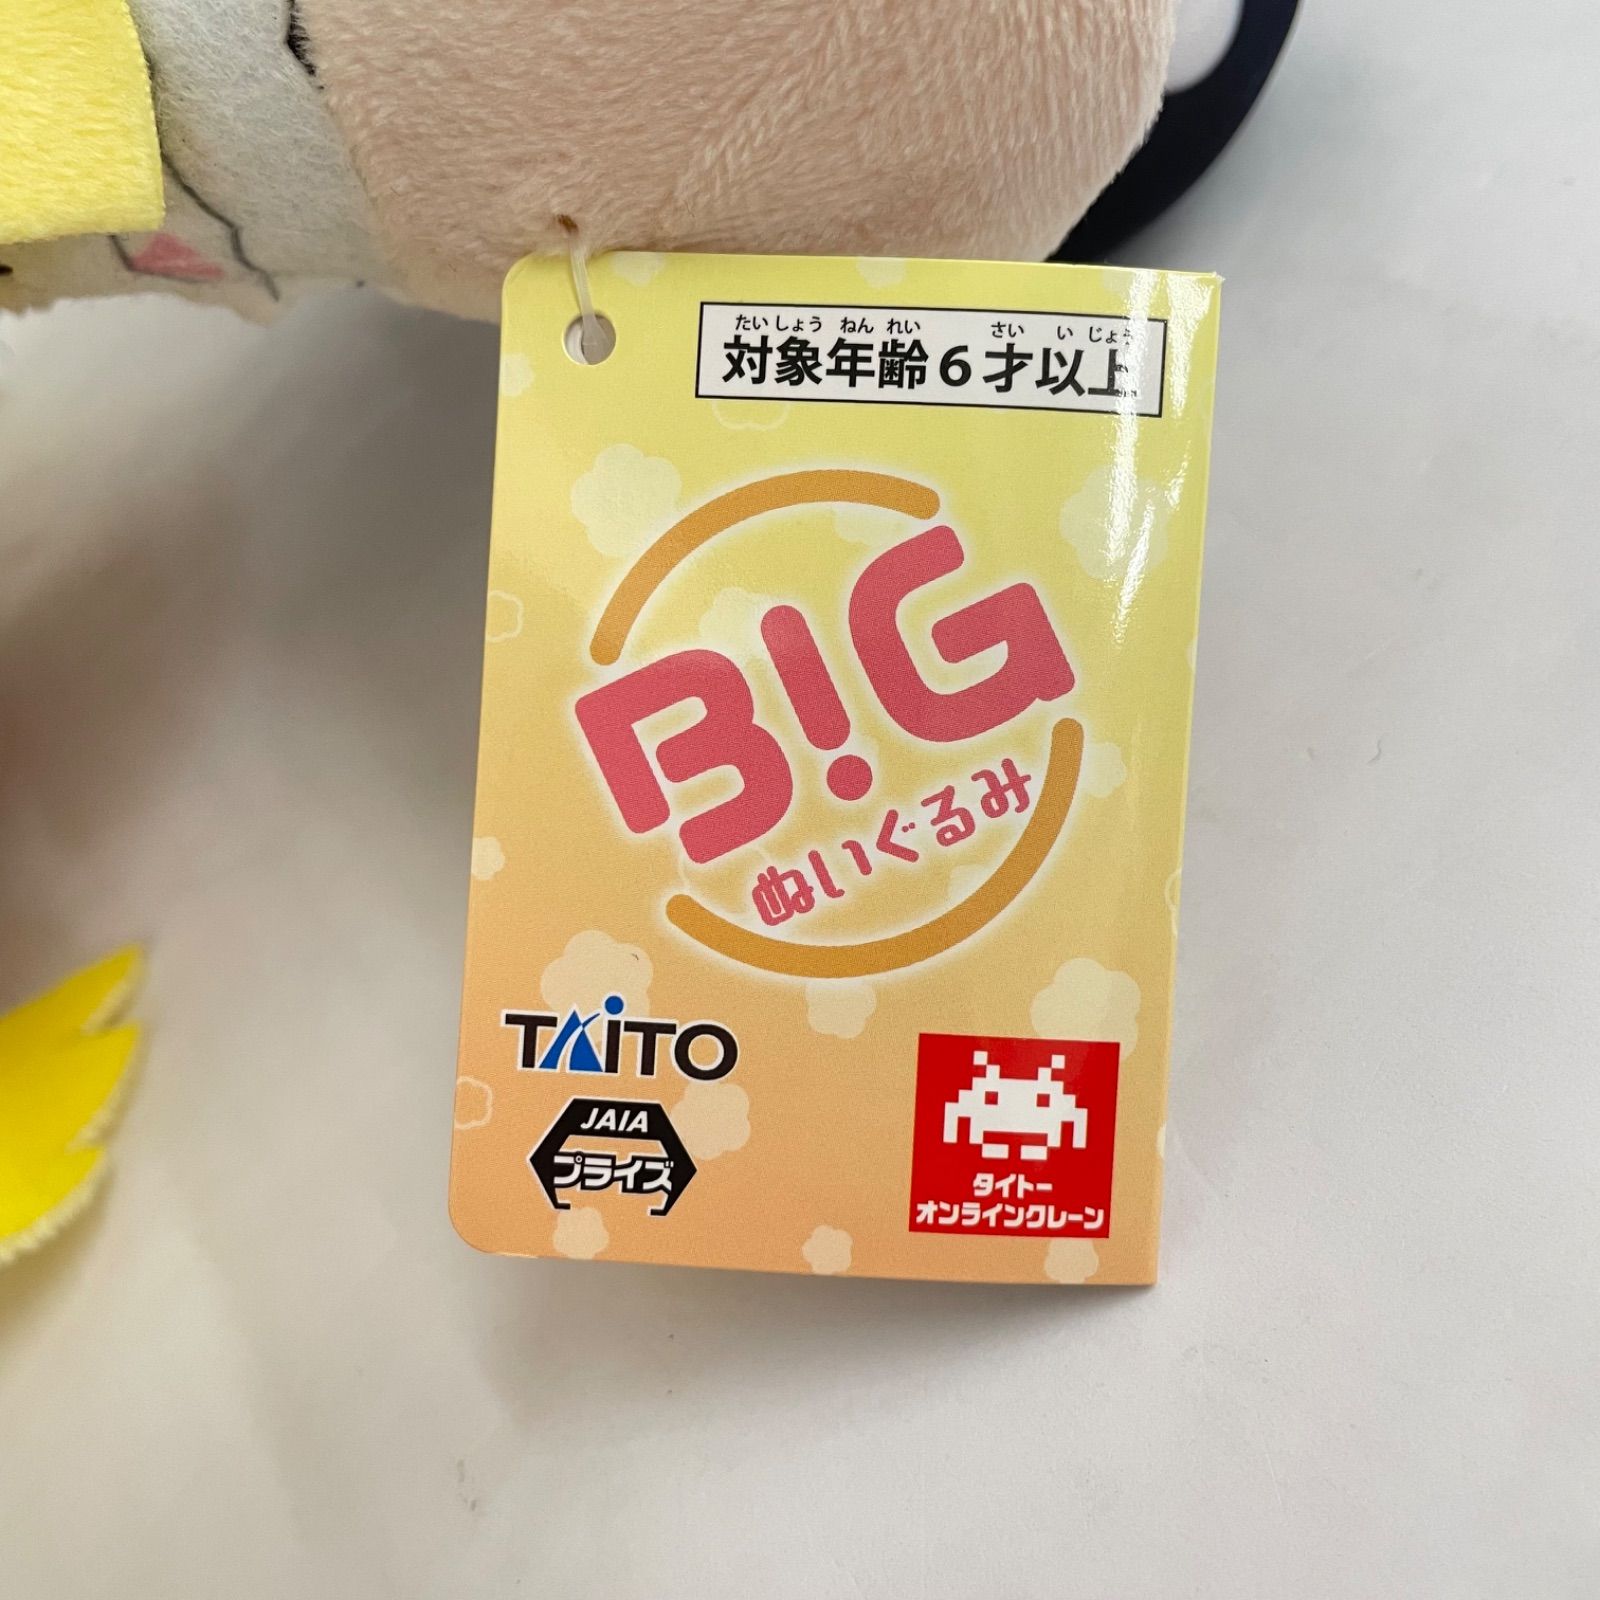 たいしょう ねん れい さい い じょう
対象年齢6才以上
B!G
ぬいぐるみ
TAiTO
JAIA
プライズ
タイトー
オンラインクレーン